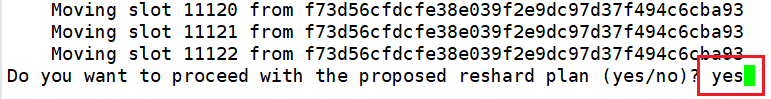 Moving slot 11120 from f73d56cfdcfe38e039f2e9dc97d37f494c6cba93
Moving slot 11121 from f73d56cfdcfe38e039f2e9dc97d37f494c6cba93
Moving slot 11122 from f73d56cfdcfe38e039f2e9dc97d37f494c6cba93
Do you want to proceed with the proposed reshard plan (yes/no)? yes